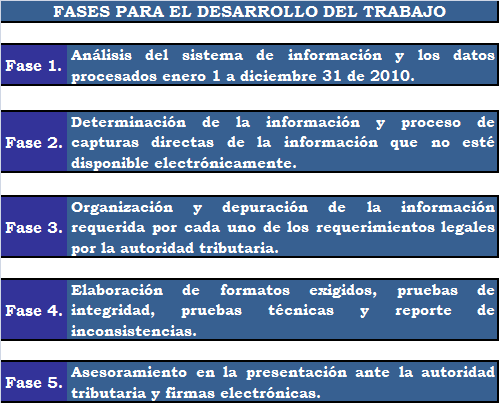 FASES PARA EL DESARROLLO DEL TRABAJO
Fase 1.
Análisis del sistema de información y los datos
procesados enero 1 a diciembre 31 de 2010.
Fase 2.
Determinación de la información y proceso de
capturas directas de la información que no esté
disponible electrónicamente.
Fase 3.
Organización y depuración de la información
requerida por cada uno de los requerimientos legales
por la autoridad tributaria.
Fase 4.
Elaboración de formatos exigidos, pruebas de
integridad, pruebas técnicas y reporte de
inconsistencias.
Fase 5.
Asesoramiento en la presentación ante la autoridad
tributaria y firmas electrónicas.